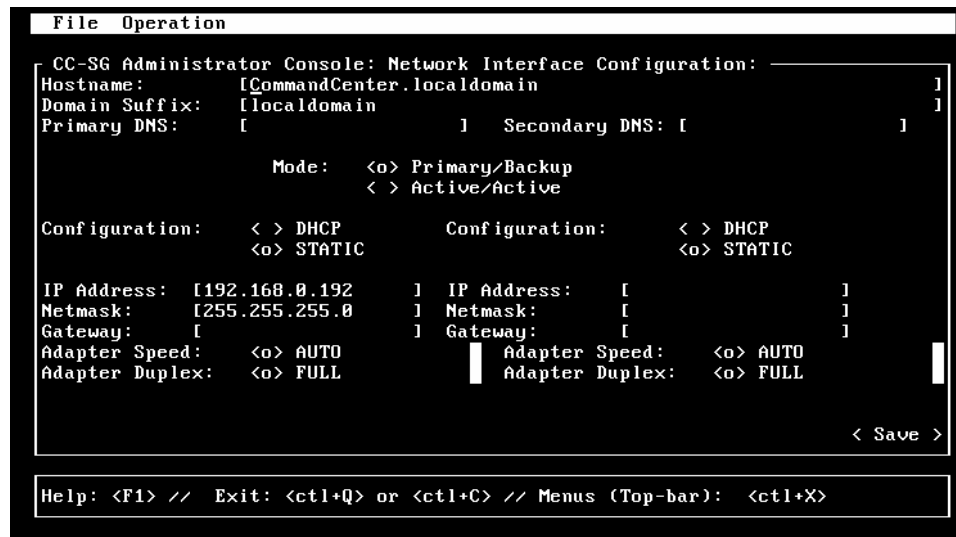 File Operation
CC-SG Administrator Console: Network Interface Configuration:
Hostname: [CommandCenter.localdomain ]
Domain Suffix: [localdomain ]
Primary DNS: [ ] Secondary DNS: [ ]
Mode: <o> Primary/Backup
< > Active/Active
Configuration: < > DHCP Configuration: < > DHCP
<o> STATIC <o> STATIC
IP Address: [192.168.0.192 ] IP Address: [ ]
Netmask: [255.255.255.0 ] Netmask: [ ]
Gateway: [ ] Gateway: [ ]
Adapter Speed: <o> AUTO Adapter Speed: <o> AUTO
Adapter Duplex: <o> FULL Adapter Duplex: <o> FULL
< Save >
Help: <F1> // Exit: <ctl+Q> or <ctl+C> // Menus (Top-bar): <ctl+X>